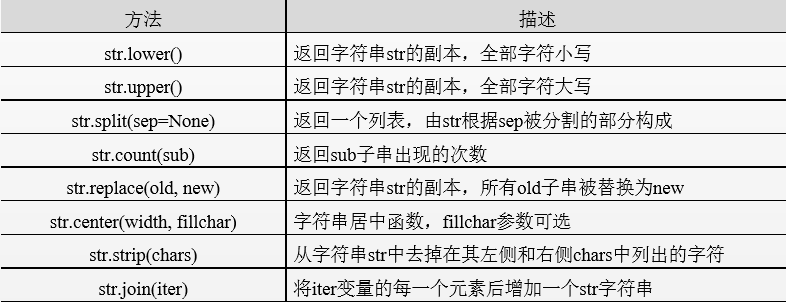 方法 描述
str.lower() 返回字符串str的副本，全部字符小写
str.upper() 返回字符串str的副本，全部字符大写
str.split(sep=None) 返回一个列表，由str根据sep被分割的部分构成
str.count(sub) 返回sub子串出现的次数
str.replace(old, new) 返回字符串str的副本，所有old子串被替换为new
str.center(width, fillchar) 字符串居中函数，fillchar参数可选
str.strip(chars) 从字符串str中去掉在其左侧和右侧chars中列出的字符
str.join(iter) 将iter变量的每一个元素后增加一个str字符串